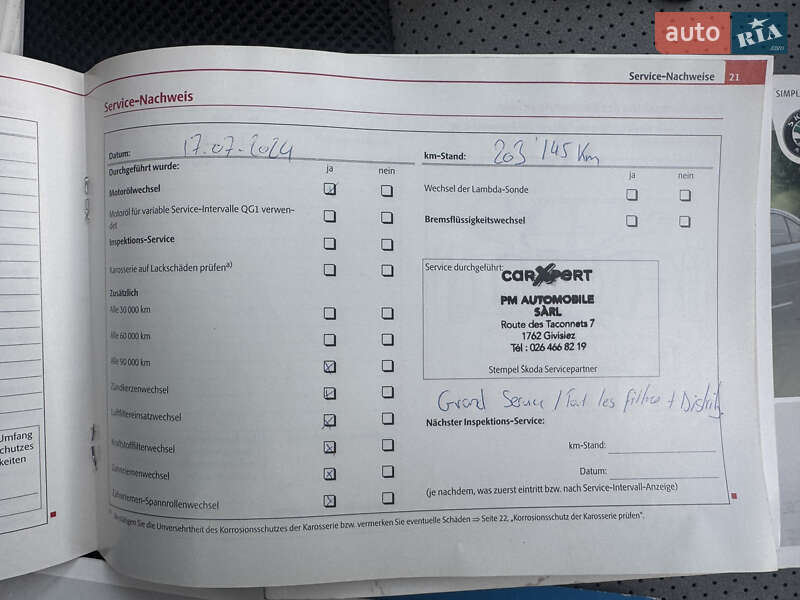 auto RIA.com
Service-Nachweise 21
SIMPL
Service-Nachweis
Datum: 17.07.2024 km-Stand: 203'145 Km
Durchgeführt wurde: ja nein ja nein
Motorölwechsel
Wechsel der Lambda-Sonde
Motoröl für variable Service-Intervalle QG1 verwen-
det
Bremsflüssigkeitswechsel
Inspektions-Service
Karosserie auf Lackschäden prüfen a)
Service durchgeführt:
carXpert
PM AUTOMOBILE
SÀRL
Route des Taconnets 7
1762 Givisiez
Tél : 026 466 82 19
Stempel Škoda Servicepartner
Zusätzlich
Alle 30 000 km
Alle 60 000 km
Alle 90 000 km
Zündkerzenwechsel
Luftfiltereinsatzwechsel
Kraftstofffilterwechsel
Zahnriemenwechsel
Zahnriemen-Spannrollenwechsel
Grand Service / Tout les filtre + Distrib
Nächster Inspektions-Service:
km-Stand:
Datum:
(je nachdem, was zuerst eintritt bzw. nach Service-Intervall-Anzeige)
Sie die Unversehrtheit des Korrosionsschutzes der Karosserie bzw. vermerken Sie eventuelle Schäden ⇒ Seite 22, „Korrosionsschutz der Karosserie prüfen".
Umfang
chutzes
keiten